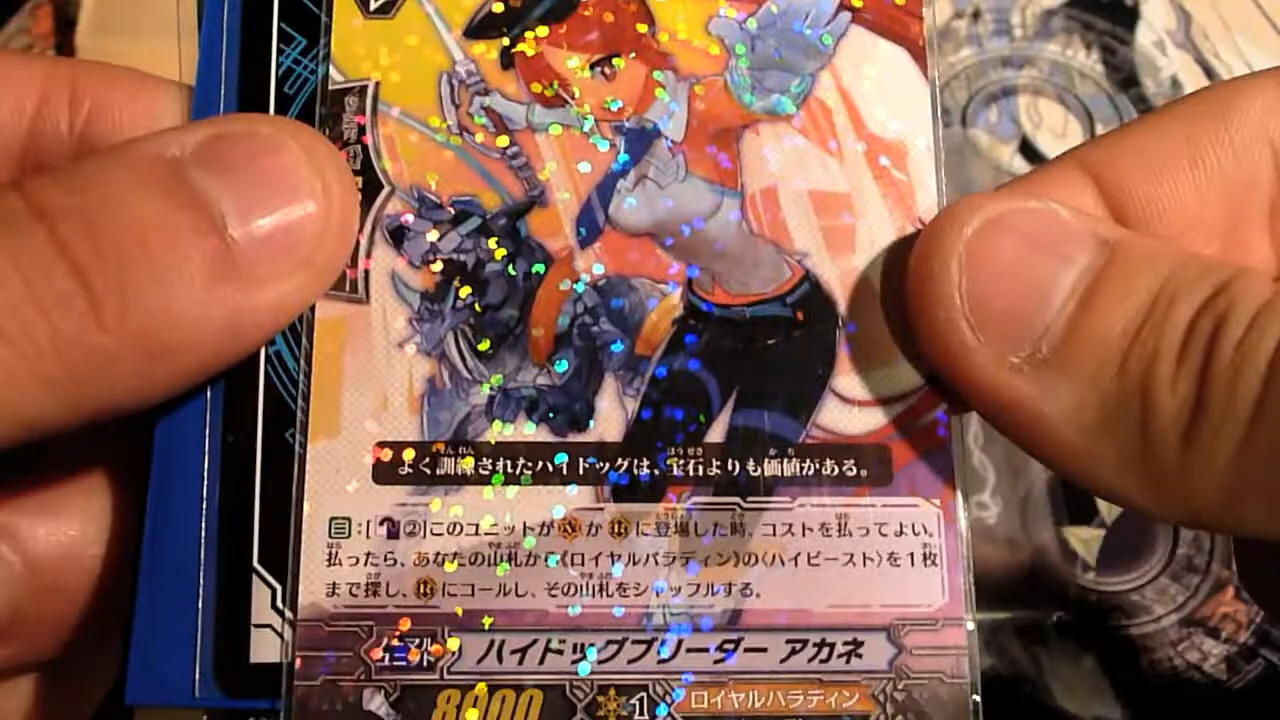 よく訓練されたハイドッグは、宝石よりも価値がある。
:[②]このユニットがVかRに登場した時、コストを払ってよい。
払ったら、あなたの山札から《ロイヤルパラディン》の〈ハイビースト〉を1枚
まで探し、Rにコールし、その山札をシャッフルする。
ノーマル
ユニット
ハイドッグブリーダー アカネ
8000
1
ロイヤルパラディン